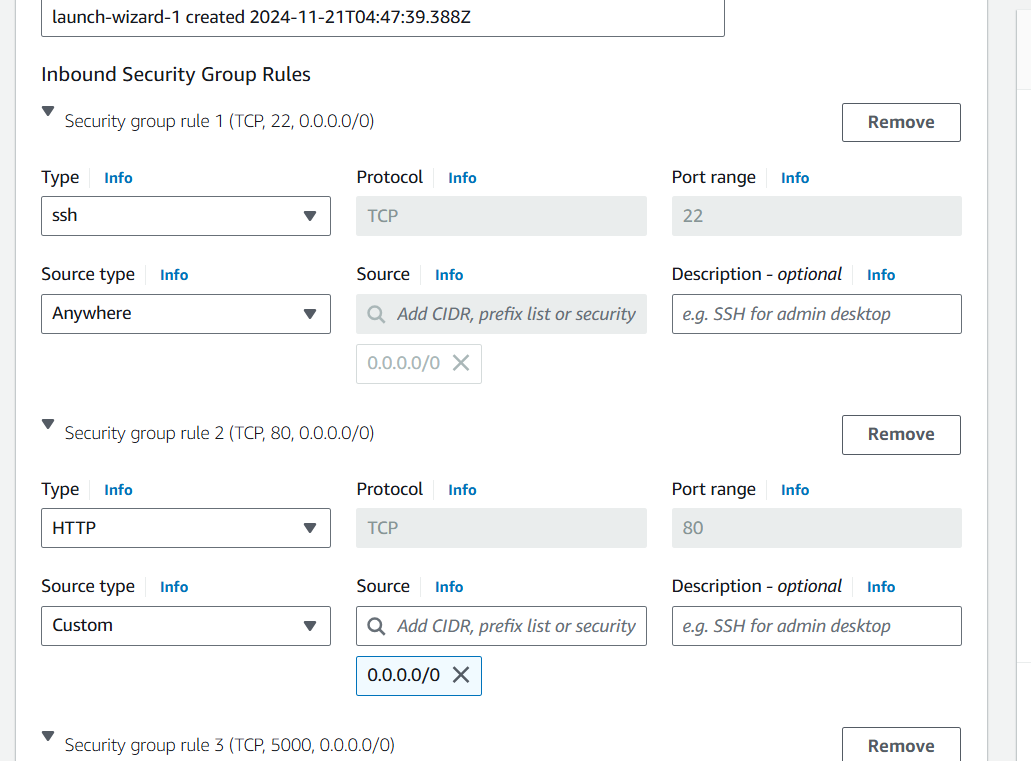 launch-wizard-1 created 2024-11-21T04:47:39.388Z
Inbound Security Group Rules
Security group rule 1 (TCP, 22, 0.0.0.0/0)
Remove
Type Info Protocol Info Port range Info
ssh TCP 22
Source type Info Source Info Description - optional Info
Anywhere Add CIDR, prefix list or security e.g. SSH for admin desktop
0.0.0.0/0
Security group rule 2 (TCP, 80, 0.0.0.0/0)
Remove
Type Info Protocol Info Port range Info
HTTP TCP 80
Source type Info Source Info Description - optional Info
Custom Add CIDR, prefix list or security e.g. SSH for admin desktop
0.0.0.0/0
Security group rule 3 (TCP, 5000, 0.0.0.0/0)
Remove